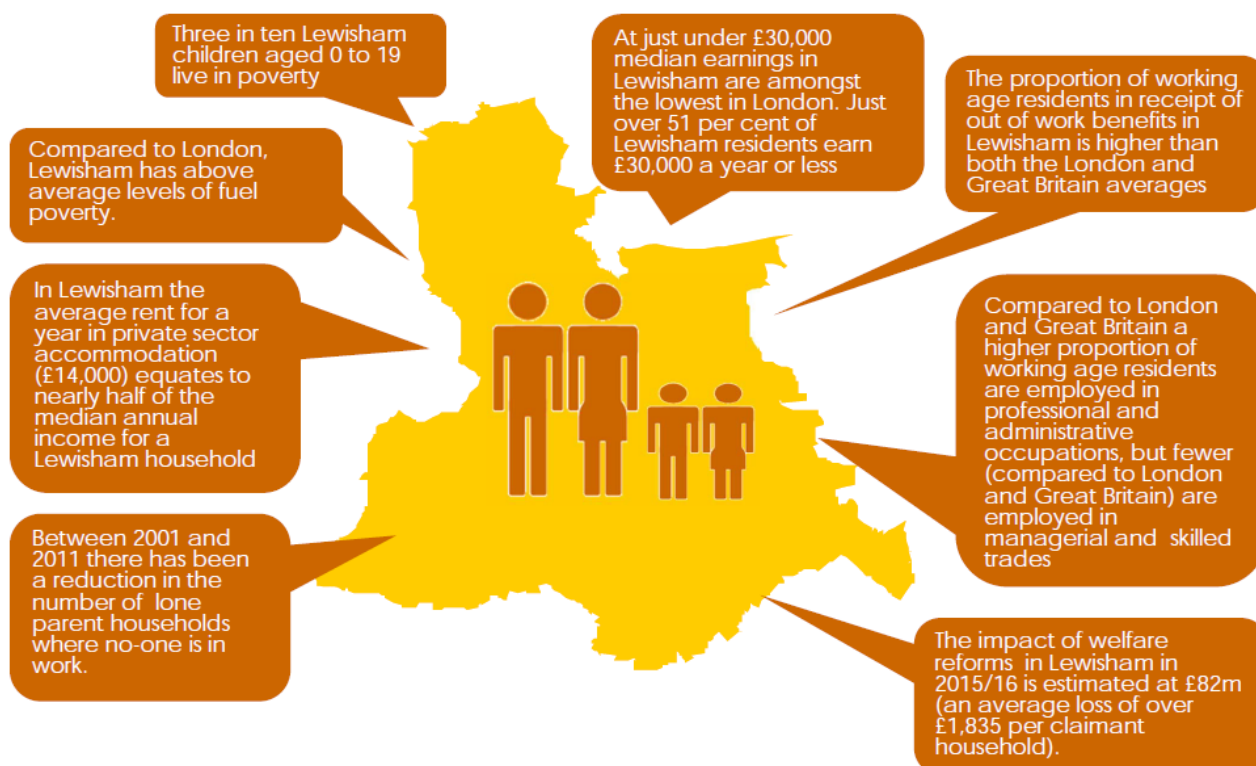 Three in ten Lewisham
children aged 0 to 19
live in poverty
At just under £30,000
median earnings in
Lewisham are amongst
the lowest in London. Just
over 51 per cent of
Lewisham residents earn
£30,000 a year or less
The proportion of working
age residents in receipt of
out of work benefits in
Lewisham is higher than
both the London and
Great Britain averages
Compared to London,
Lewisham has above
average levels of fuel
poverty.
In Lewisham the
average rent for a
year in private sector
accommodation
(£14,000) equates to
nearly half of the
median annual
income for a
Lewisham household
Compared to London
and Great Britain a
higher proportion of
working age residents
are employed in
professional and
administrative
occupations, but fewer
(compared to London
and Great Britain) are
employed in
managerial and skilled
trades
Between 2001 and
2011 there has been
a reduction in the
number of lone
parent households
where no-one is in
work.
The impact of welfare
reforms in Lewisham in
2015/16 is estimated at £82m
(an average loss of over
£1,835 per claimant
household).